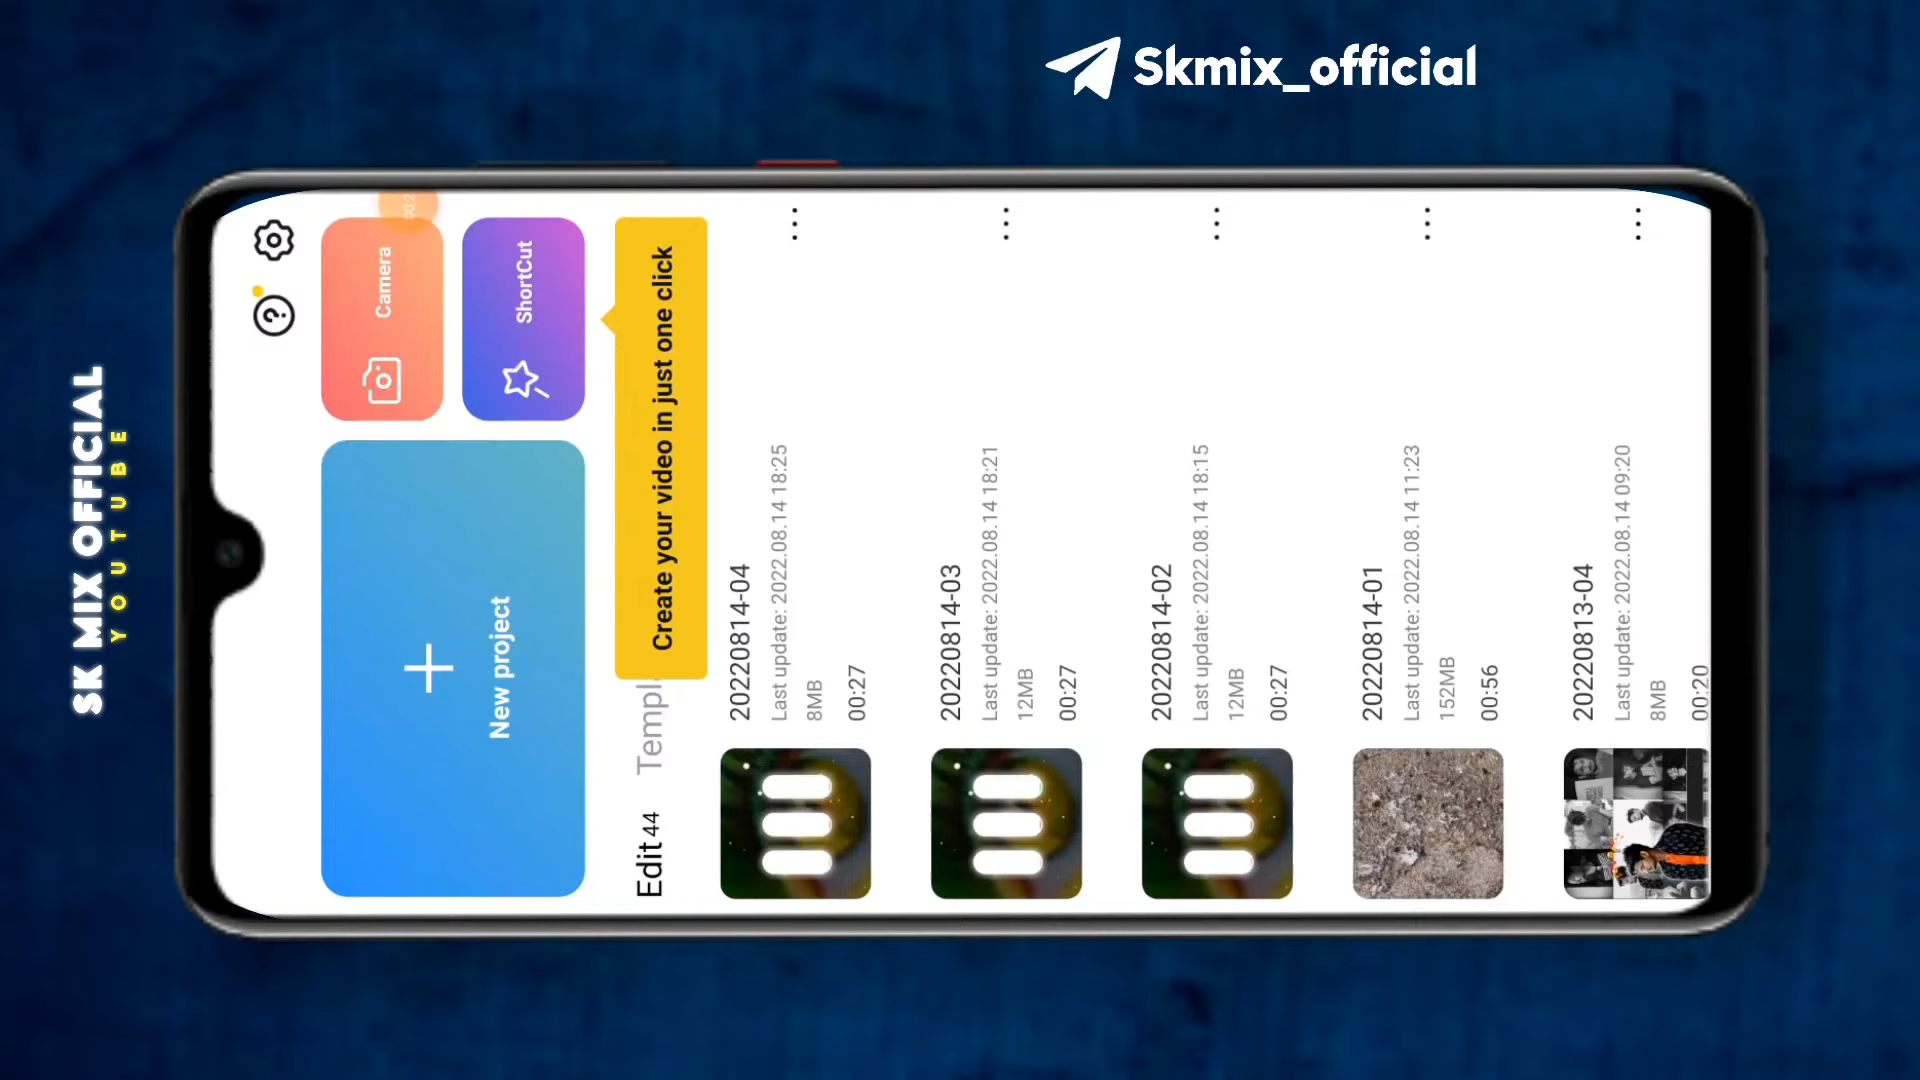 Skmix_official
SK MIX OFFICIAL
YOUTUBE
Camera
ShortCut
New project
Create your video in just one click
Edit 44
Templ
20220814-04
Last update: 2022.08.14 18:25
8MB
00:27
20220814-03
Last update: 2022.08.14 18:21
12MB
00:27
20220814-02
Last update: 2022.08.14 18:15
12MB
00:27
20220814-01
Last update: 2022.08.14 11:23
152MB
00:56
20220813-04
Last update: 2022.08.14 09:20
8MB
00:20